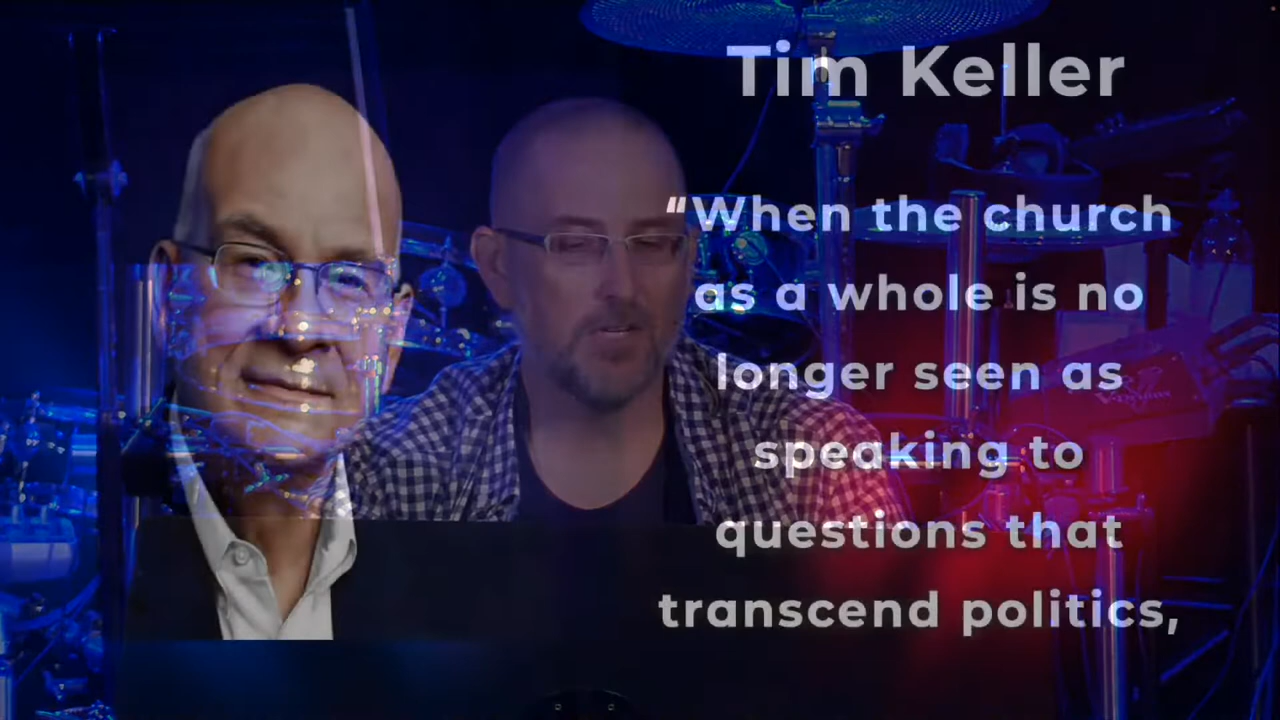 Tim Keller
“When the church
as a whole is no
longer seen as
speaking to
questions that
transcend politics,